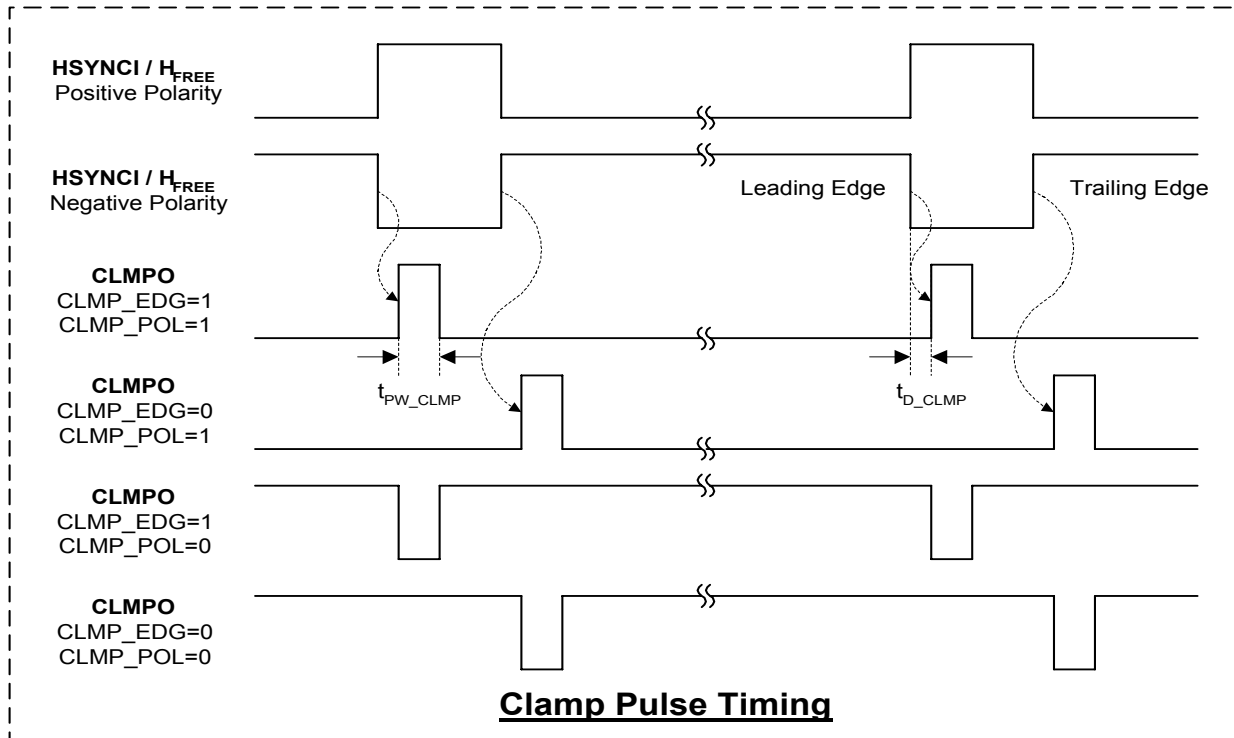 HSYNCI / HFREE
Positive Polarity
HSYNCI / HFREE
Negative Polarity
Leading Edge
Trailing Edge
CLMPO
CLMP_EDG=1
CLMP_POL=1
tPW_CLMP
tD_CLMP
CLMPO
CLMP_EDG=0
CLMP_POL=1
CLMPO
CLMP_EDG=1
CLMP_POL=0
CLMPO
CLMP_EDG=0
CLMP_POL=0
Clamp Pulse Timing